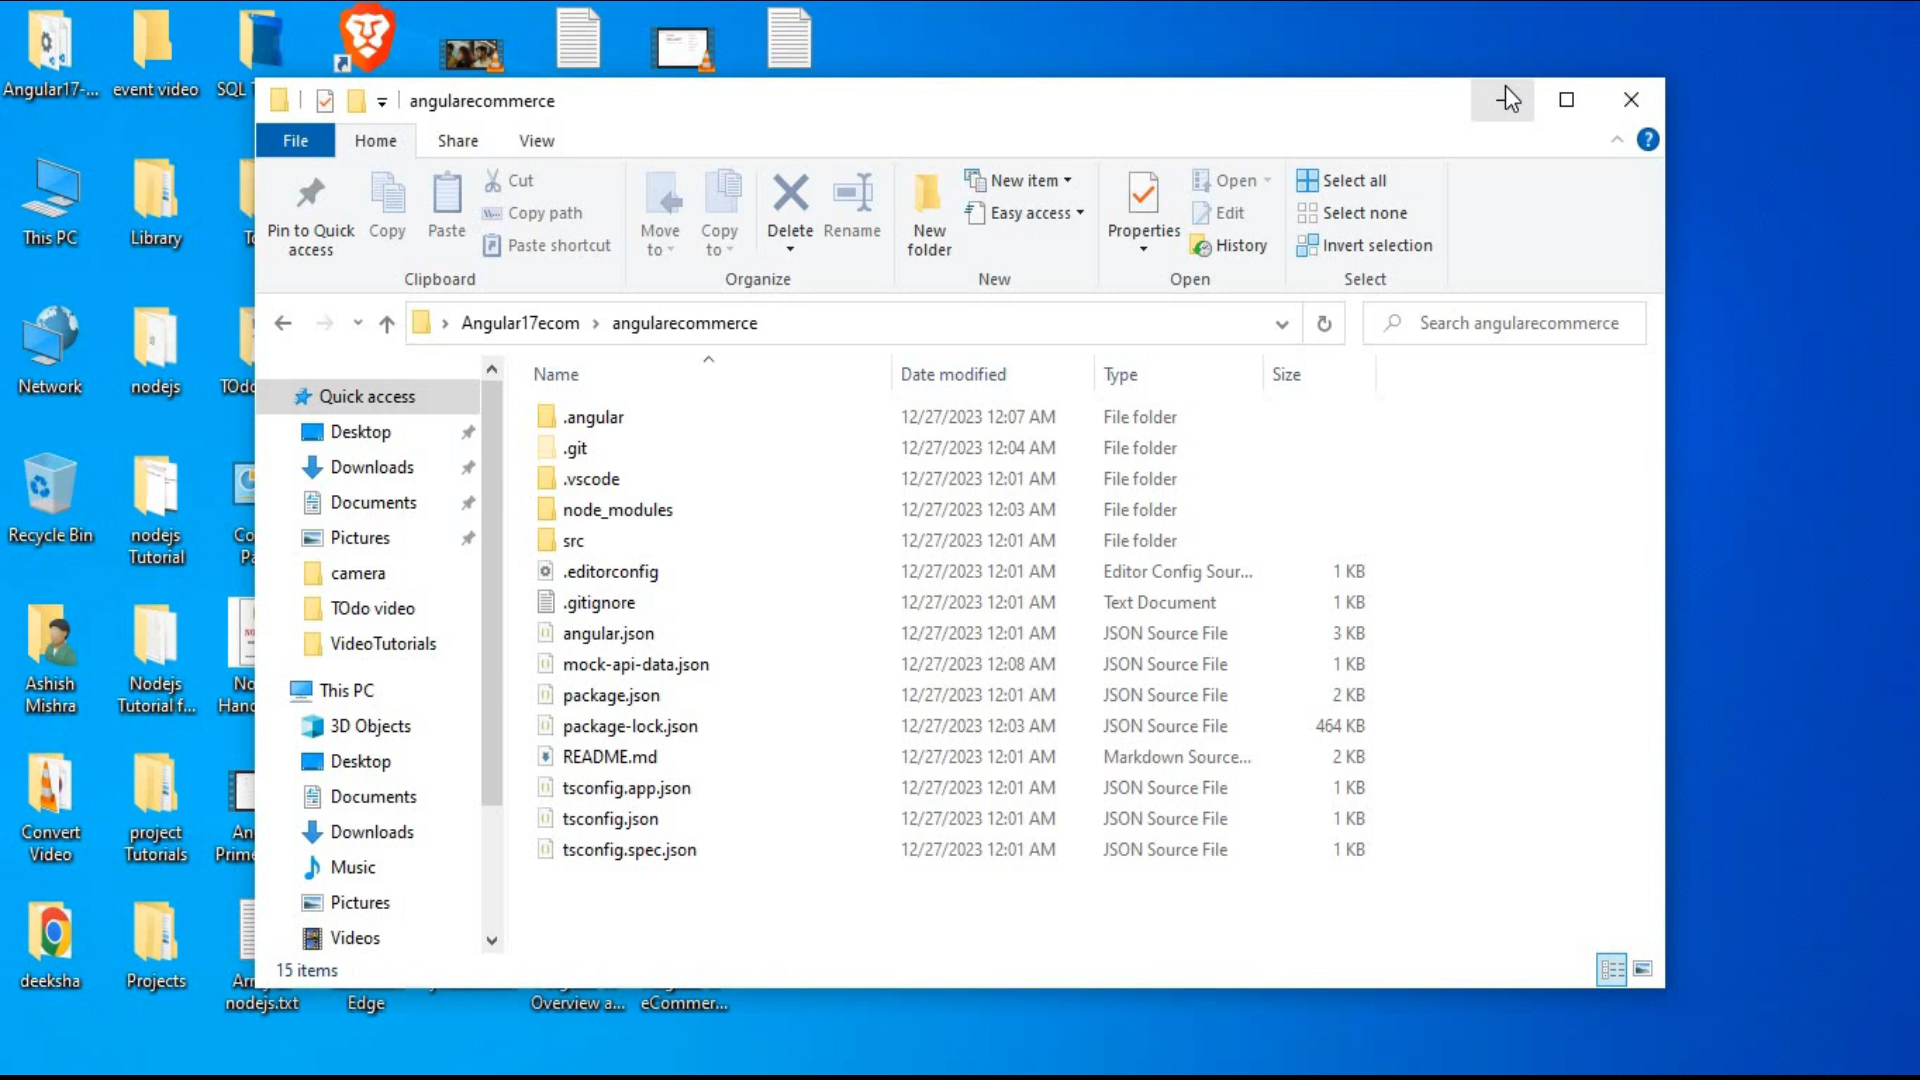 Angular17-...
event video
SQL
angularecommerce
File
Home
Share
View
Pin to Quick access
Copy
Paste
Cut
Copy path
Paste shortcut
Clipboard
Move to
Copy to
Delete
Rename
Organize
New folder
New item
Easy access
New
Properties
Open
Edit
History
Open
Select all
Select none
Invert selection
Select
Angular17ecom > angularecommerce
Search angularecommerce
This PC
Library
Network
nodejs
TOdo
Recycle Bin
nodejs
Tutorial
Ashish
Mishra
Nodejs
Tutorial f...
Convert
Video
project
Tutorials
deeksha
Projects
nodejs.txt
Edge
Overview a...
eCommer...
Quick access
Desktop
Downloads
Documents
Pictures
camera
TOdo video
VideoTutorials
This PC
3D Objects
Desktop
Documents
Downloads
Music
Pictures
Videos
Name Date modified Type Size
.angular 12/27/2023 12:07 AM File folder
.git 12/27/2023 12:04 AM File folder
.vscode 12/27/2023 12:01 AM File folder
node_modules 12/27/2023 12:03 AM File folder
src 12/27/2023 12:01 AM File folder
.editorconfig 12/27/2023 12:01 AM Editor Config Sour... 1 KB
.gitignore 12/27/2023 12:01 AM Text Document 1 KB
angular.json 12/27/2023 12:01 AM JSON Source File 3 KB
mock-api-data.json 12/27/2023 12:08 AM JSON Source File 1 KB
package.json 12/27/2023 12:01 AM JSON Source File 2 KB
package-lock.json 12/27/2023 12:03 AM JSON Source File 464 KB
README.md 12/27/2023 12:01 AM Markdown Source... 2 KB
tsconfig.app.json 12/27/2023 12:01 AM JSON Source File 1 KB
tsconfig.json 12/27/2023 12:01 AM JSON Source File 1 KB
tsconfig.spec.json 12/27/2023 12:01 AM JSON Source File 1 KB
15 items